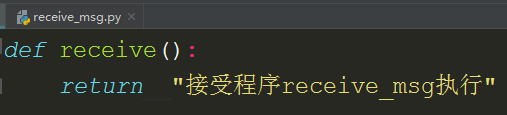 receive_msg.py ×
def receive():
    return "接受程序receive_msg执行"